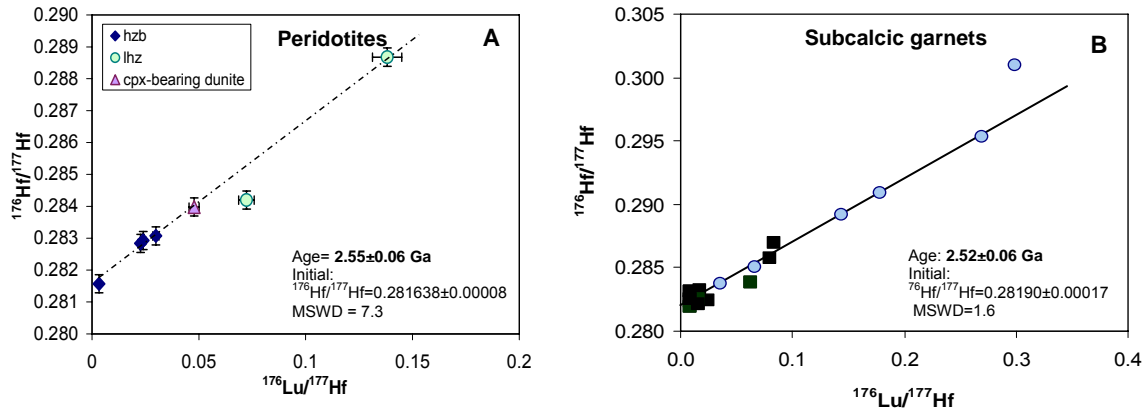 Peridotites
A
hzb
lhz
cpx-bearing dunite
0.290
0.289
0.288
0.287
0.286
0.285
0.284
0.283
0.282
0.281
0.280
¹⁷⁶Hf/¹⁷⁷Hf
Age= 2.55±0.06 Ga
Initial:
¹⁷⁶Hf/¹⁷⁷Hf=0.281638±0.00008
MSWD = 7.3
0
0.05
0.1
0.15
0.2
¹⁷⁶Lu/¹⁷⁷Hf
Subcalcic garnets
B
0.305
0.300
0.295
0.290
0.285
0.280
¹⁷⁶Hf/¹⁷⁷Hf
Age: 2.52±0.06 Ga
Initial:
⁷⁶Hf/¹⁷⁷Hf=0.28190±0.00017
MSWD=1.6
0.0
0.1
0.2
0.3
0.4
¹⁷⁶Lu/¹⁷⁷Hf